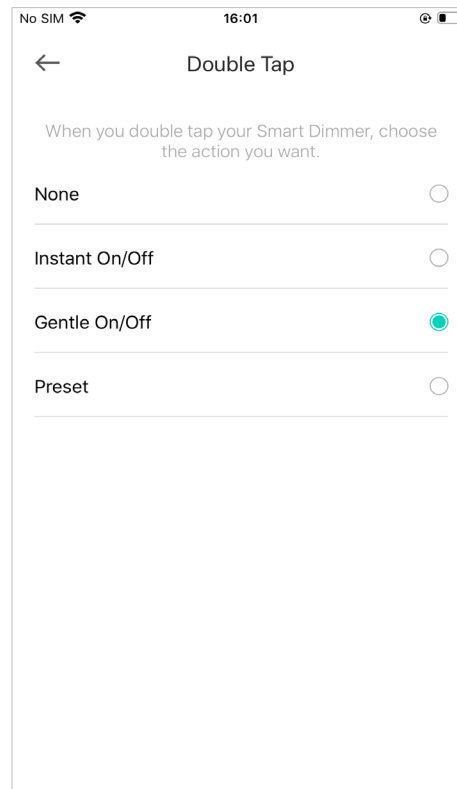 No SIM 16:01
Double Tap
When you double tap your Smart Dimmer, choose
the action you want.
None
Instant On/Off
Gentle On/Off
Preset